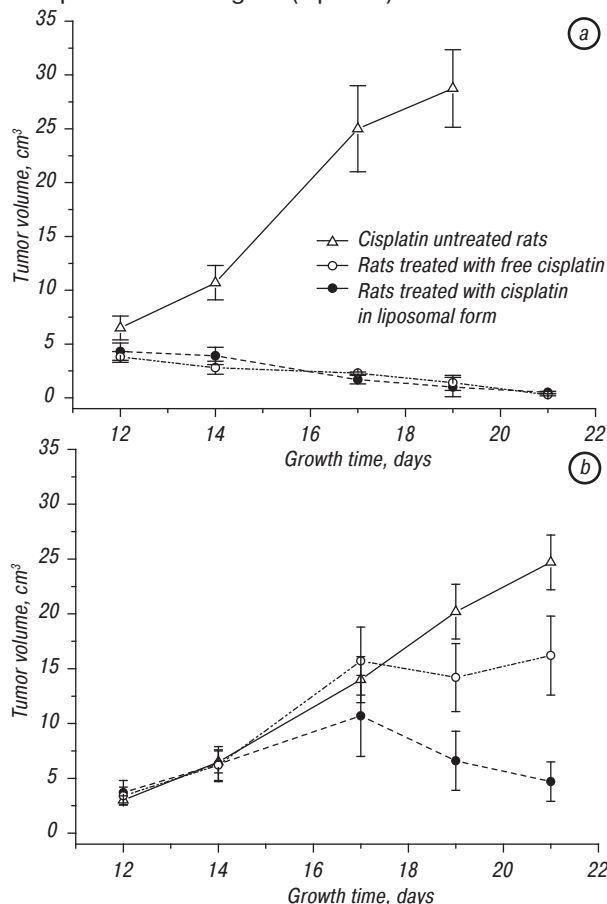 a
35
30
25
20
15
10
5
0
Tumor volume, cm³
Cisplatin untreated rats
Rats treated with free cisplatin
Rats treated with cisplatin
in liposomal form
12 14 16 18 20 22
Growth time, days
b
35
30
25
20
15
10
5
0
Tumor volume, cm³
12 14 16 18 20 22
Growth time, days